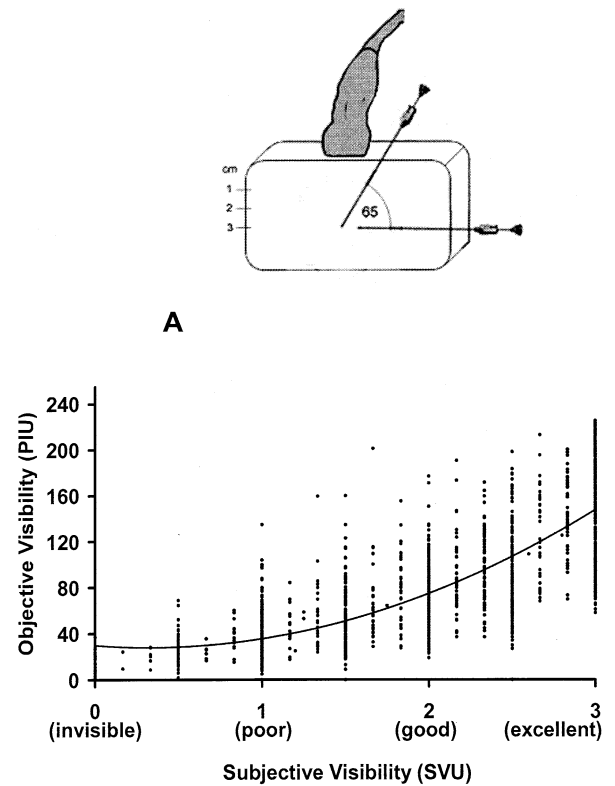 cm
1
2
3
65
A
Objective Visibility (PIU)
240
200
160
120
80
40
0
0 1 2 3
(invisible) (poor) (good) (excellent)
Subjective Visibility (SVU)